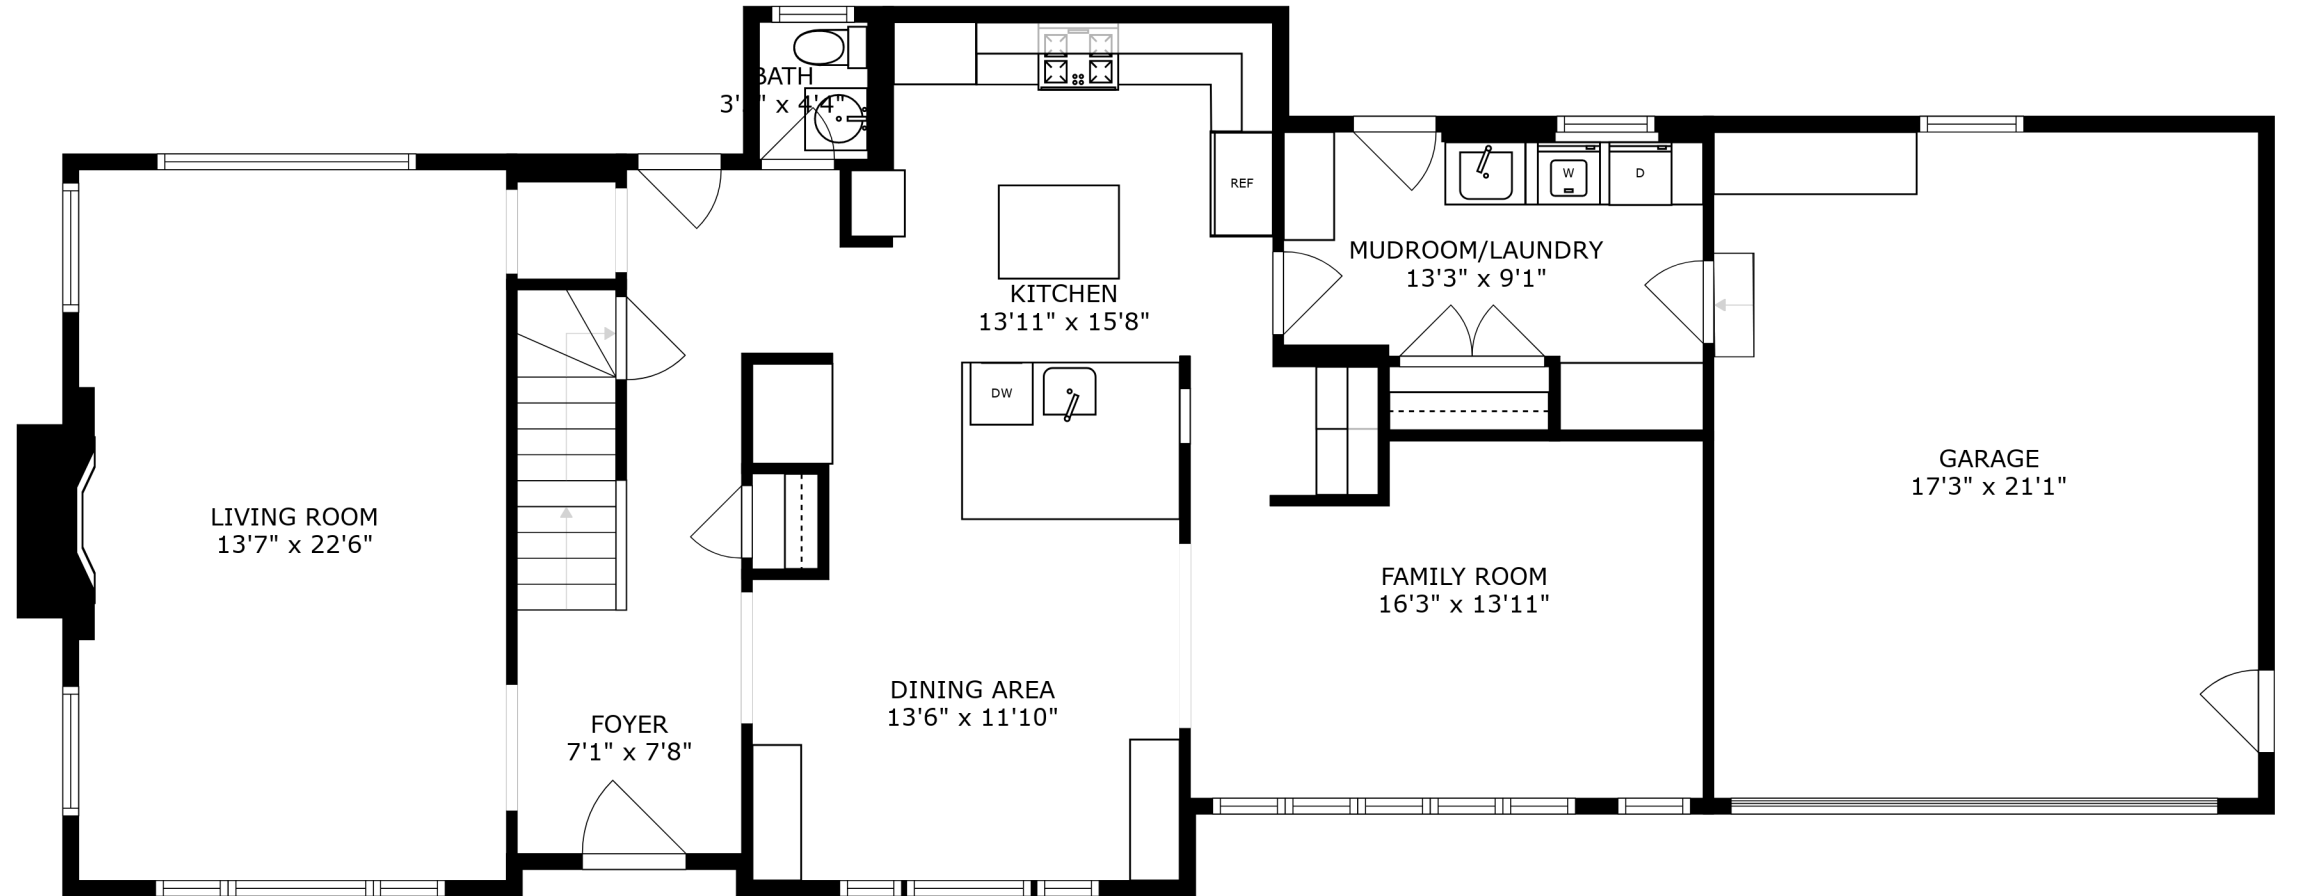 BATH
x 4'4"
REF
W
D
MUDROOM/LAUNDRY
13'3" x 9'1"
KITCHEN
13'11" x 15'8"
DW
GARAGE
17'3" x 21'1"
LIVING ROOM
13'7" x 22'6"
FAMILY ROOM
16'3" x 13'11"
DINING AREA
13'6" x 11'10"
FOYER
7'1" x 7'8"